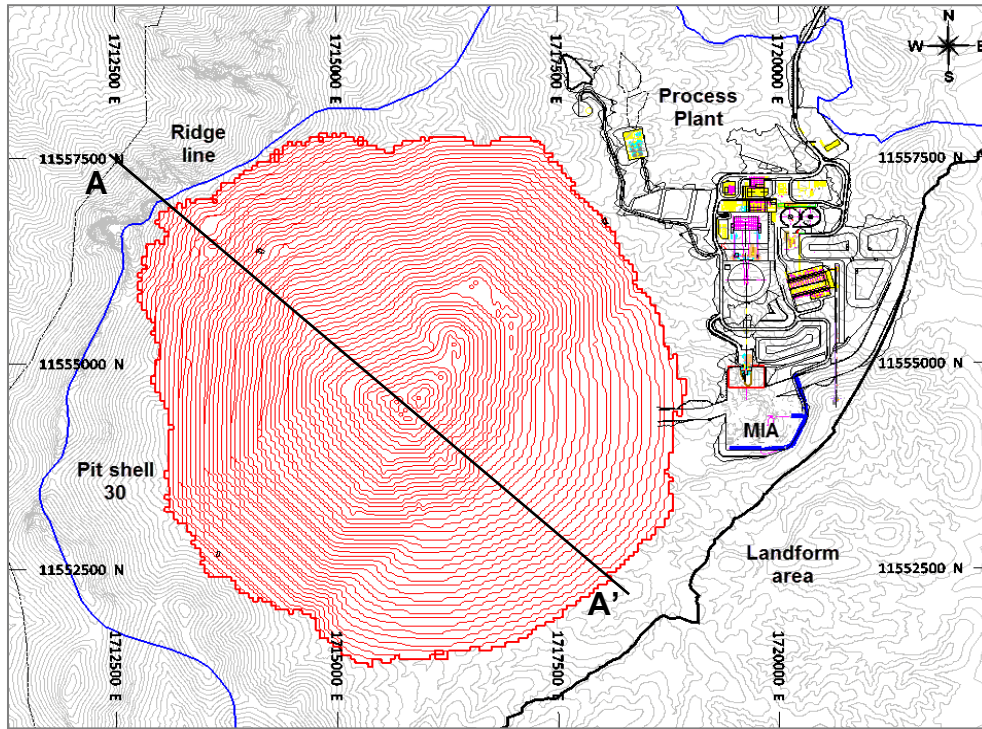 1712500 E
1715000 E
1717500 E
1720000 E
N
W
E
S
Process
Plant
Ridge
line
11557500 N
11557500 N
A
11555000 N
11555000 N
MIA
Pit shell
30
Landform
area
11552500 N
11552500 N
A’
1712500 E
1715000 E
1717500 E
1720000 E